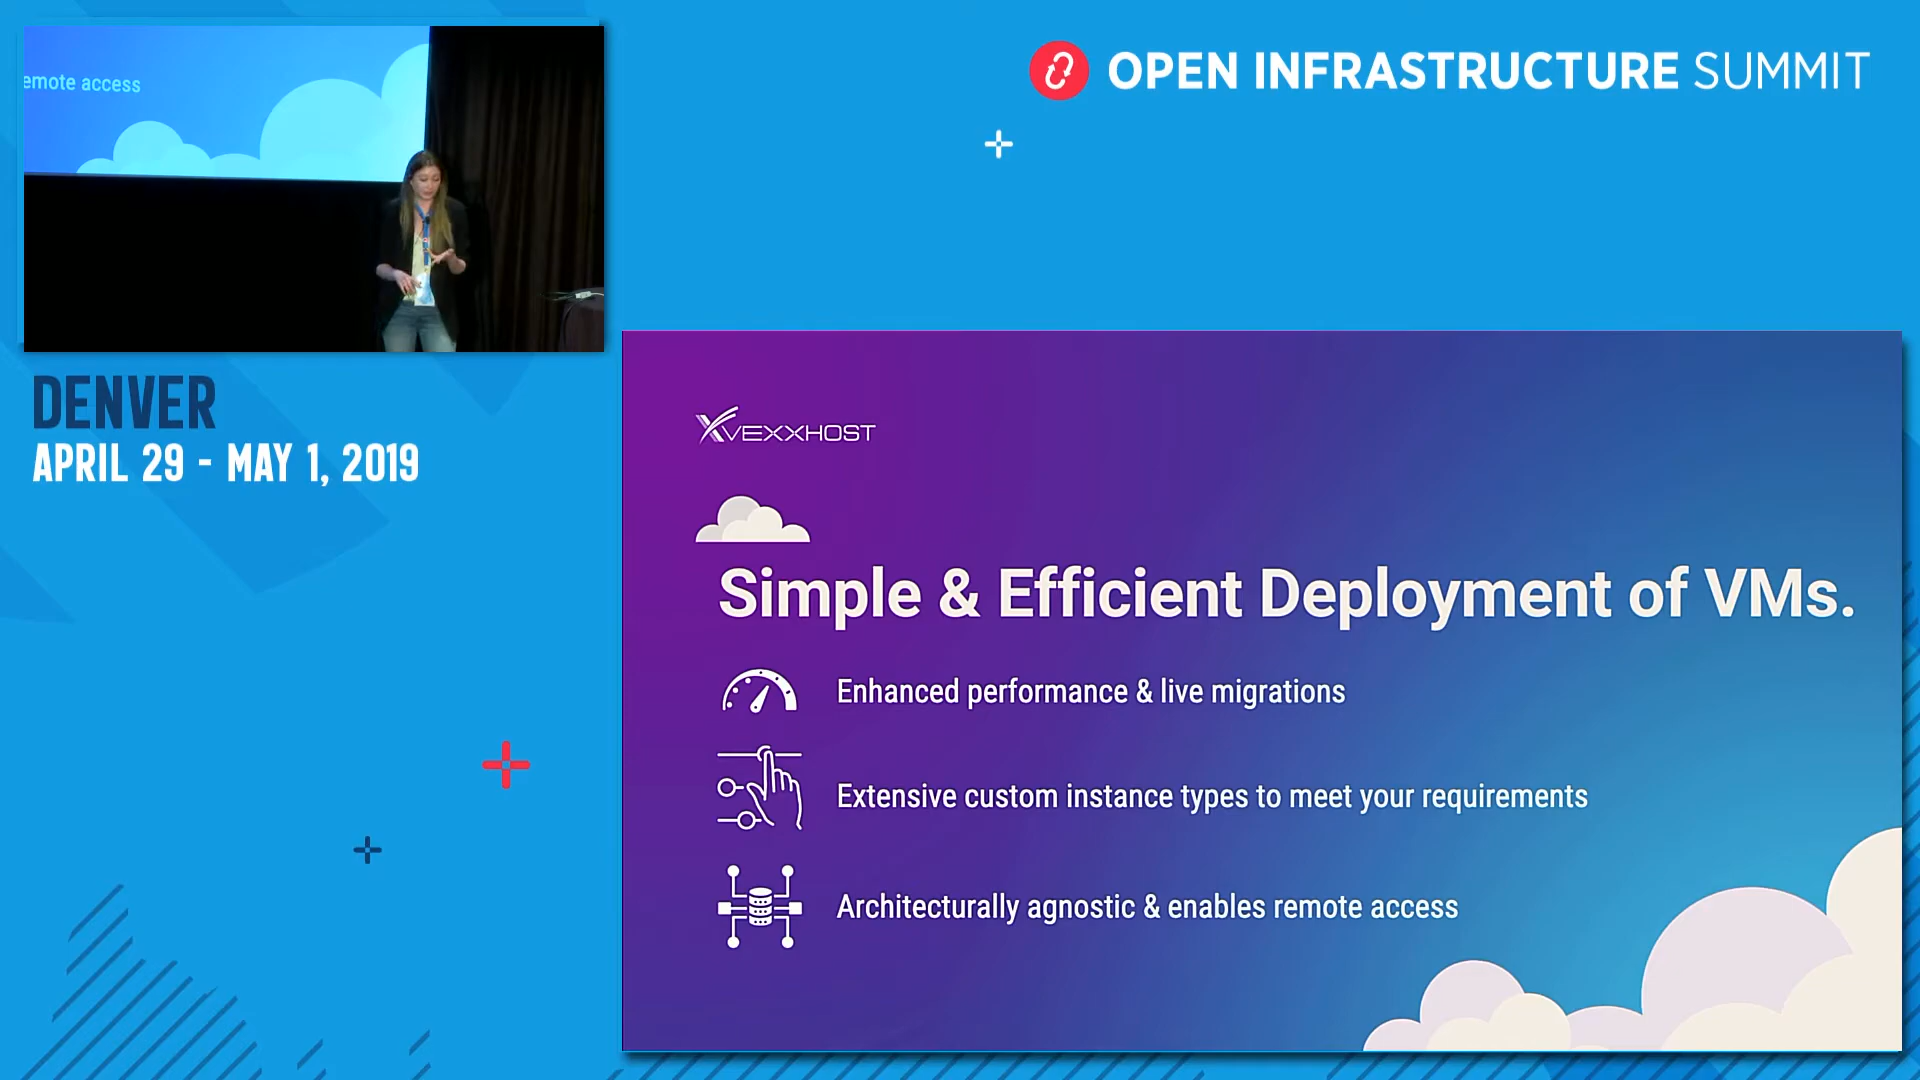 emote access
OPEN INFRASTRUCTURE SUMMIT
DENVER
APRIL 29 - MAY 1, 2019
VEXXHOST
Simple & Efficient Deployment of VMs.
Enhanced performance & live migrations
Extensive custom instance types to meet your requirements
Architecturally agnostic & enables remote access